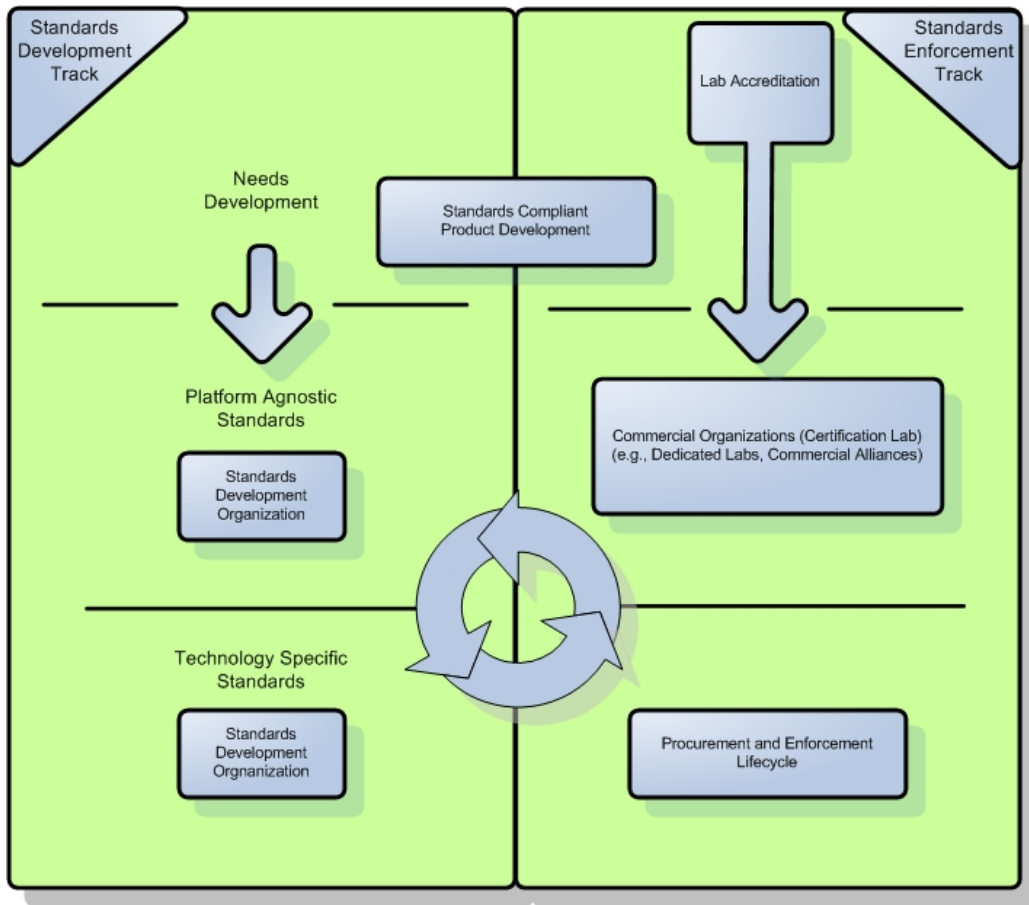 Standards
Development
Track
Standards
Enforcement
Track
Lab Accreditation
Needs
Development
Standards Compliant
Product Development
Platform Agnostic
Standards
Standards
Development
Organization
Commercial Organizations (Certification Lab)
(e.g., Dedicated Labs, Commercial Alliances)
Technology Specific
Standards
Standards
Development
Orgnanization
Procurement and Enforcement
Lifecycle